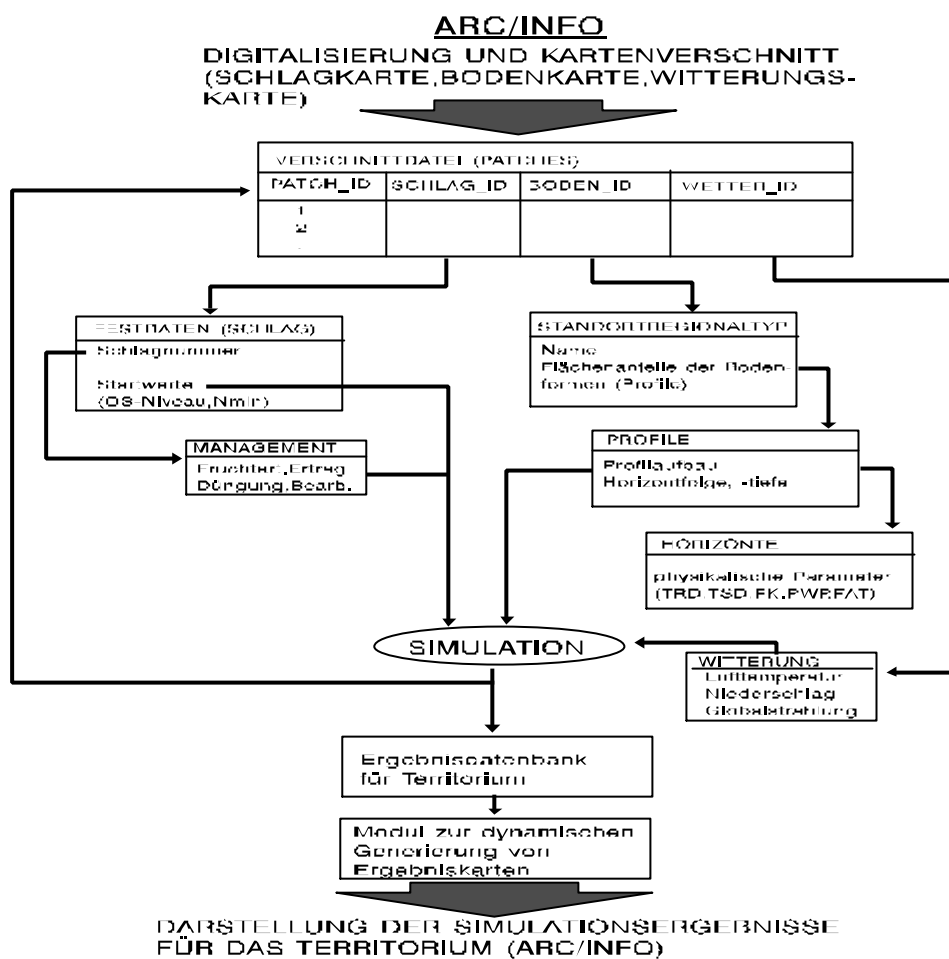 ARC/INFO
DIGITALISIERUNG UND KARTENVERSCHNITT
(SCHLAGKARTE,BODENKARTE,WITTERUNGS-
KARTE)
VERSCHNITTDATEI (PATCHES)
PATCH_ID SCHLAG_ID BODEN_ID WETTER_ID
1
2
.
FESTDATEN (SCHLAG)
Schlagnummer
Startwerte
(OS-Niveau,Nmin)
STANDORTREGIONALTYP
Name
Flächenanteile der Boden-
formen (Profile)
MANAGEMENT
Fruchtart,Ertrag
Düngung,Bearb.
PROFILE
Profilaufbau
Horizontfolge, -tiefe
HORIZONTE
physikalische Parameter
(TRD,TSD,FK,PWP,FAT)
SIMULATION
WITTERUNG
Lufttemperatur
Niederschlag
Globalstrahlung
Ergebnisdatenbank
für Territorium
Modul zur dynamischen
Generierung von
Ergebniskarten
DARSTELLUNG DER SIMULATIONSERGEBNISSE
FÜR DAS TERRITORIUM (ARC/INFO)